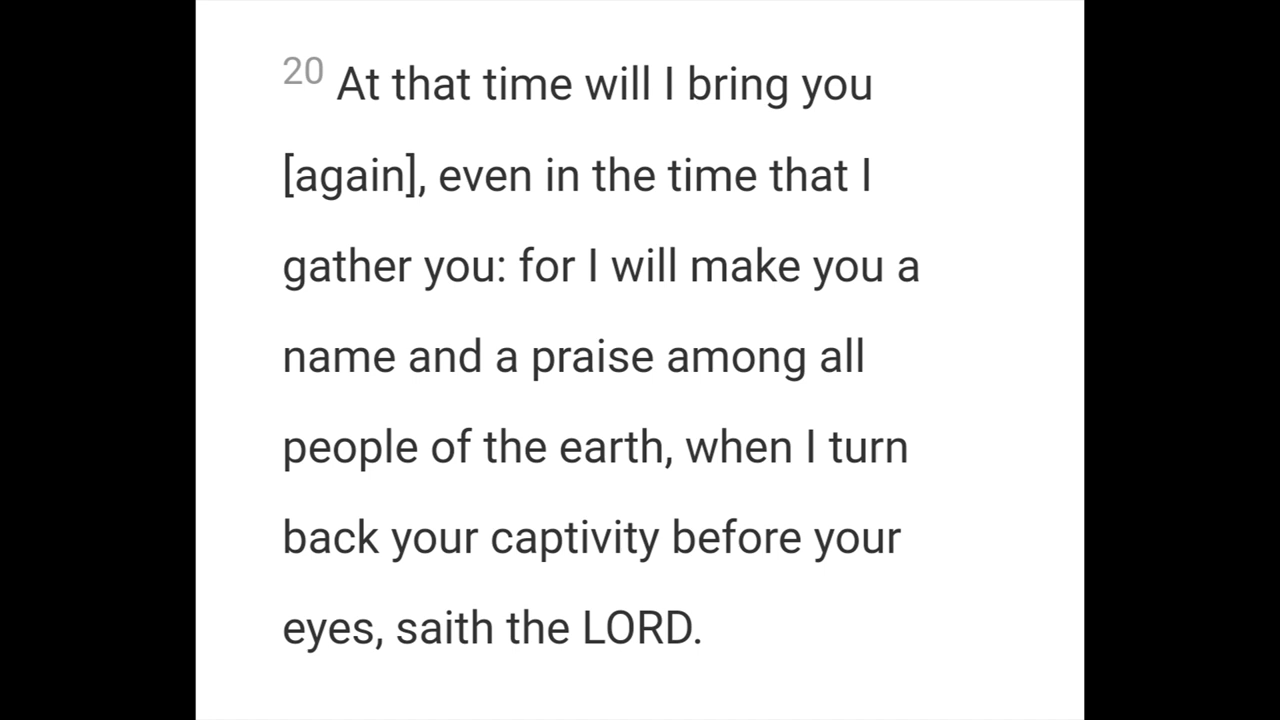 20 At that time will I bring you
[again], even in the time that I
gather you: for I will make you a
name and a praise among all
people of the earth, when I turn
back your captivity before your
eyes, saith the LORD.